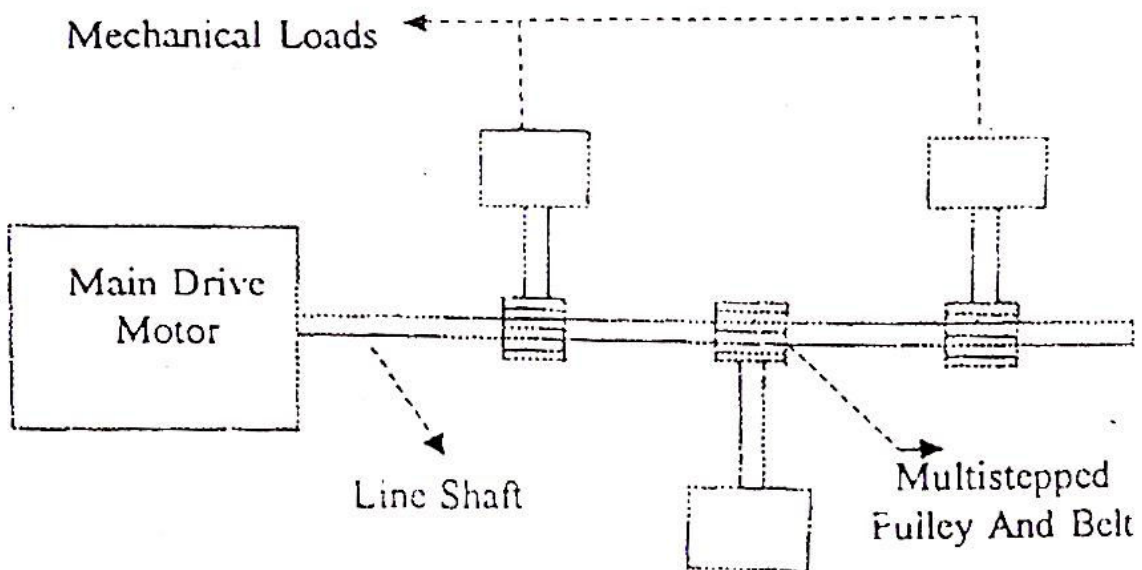 Mechanical Loads
Main Drive
Motor
Line Shaft
Multistepped
Pulley And Belt